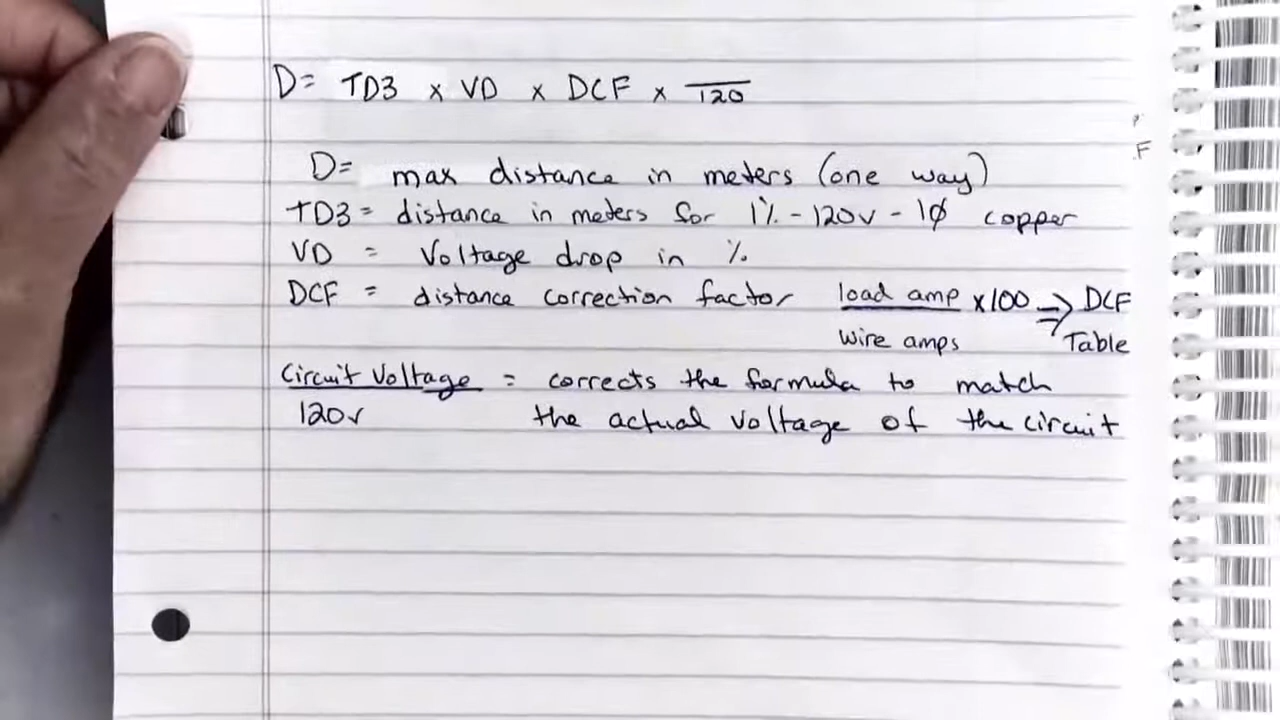 D= TD3 x VD x DCF x —/120
D= max distance in meters (one way)
TD3 = distance in meters for 1% - 120v - 1ϕ copper
VD = Voltage drop in %
DCF = distance correction factor load amp/wire amps x100 => DCF Table
Circuit Voltage/120v = corrects the formula to match
the actual voltage of the circuit
F